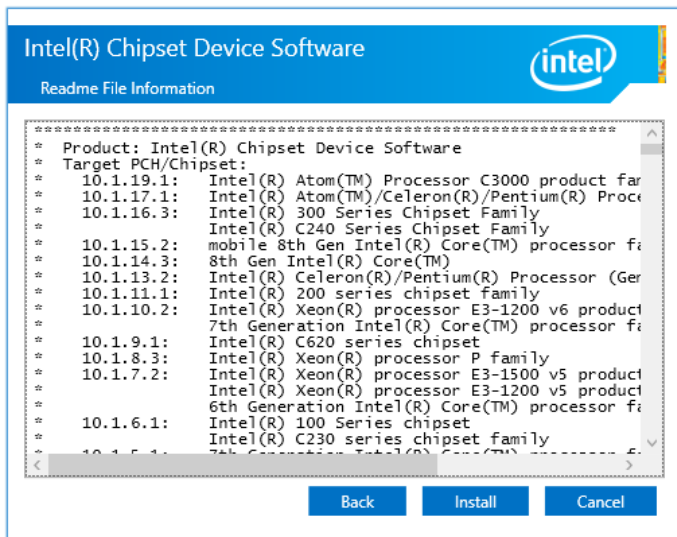 Intel(R) Chipset Device Software
intel
Readme File Information
************************************************************
* Product: Intel(R) Chipset Device Software
* Target PCH/Chipset:
* 10.1.19.1: Intel(R) Atom(TM) Processor C3000 product fam
* 10.1.17.1: Intel(R) Atom(TM)/Celeron(R)/Pentium(R) Proce
* 10.1.16.3: Intel(R) 300 Series Chipset Family
* Intel(R) C240 Series Chipset Family
* 10.1.15.2: mobile 8th Gen Intel(R) Core(TM) processor fa
* 10.1.14.3: 8th Gen Intel(R) Core(TM)
* 10.1.13.2: Intel(R) Celeron(R)/Pentium(R) Processor (Gem
* 10.1.11.1: Intel(R) 200 series chipset family
* 10.1.10.2: Intel(R) Xeon(R) processor E3-1200 v6 product
* 7th Generation Intel(R) Core(TM) processor fa
* 10.1.9.1: Intel(R) C620 series chipset
* 10.1.8.3: Intel(R) Xeon(R) processor P family
* 10.1.7.2: Intel(R) Xeon(R) processor E3-1500 v5 product
* Intel(R) Xeon(R) processor E3-1200 v5 product
* 6th Generation Intel(R) Core(TM) processor fa
* 10.1.6.1: Intel(R) 100 Series chipset
* Intel(R) C230 series chipset family
Back
Install
Cancel